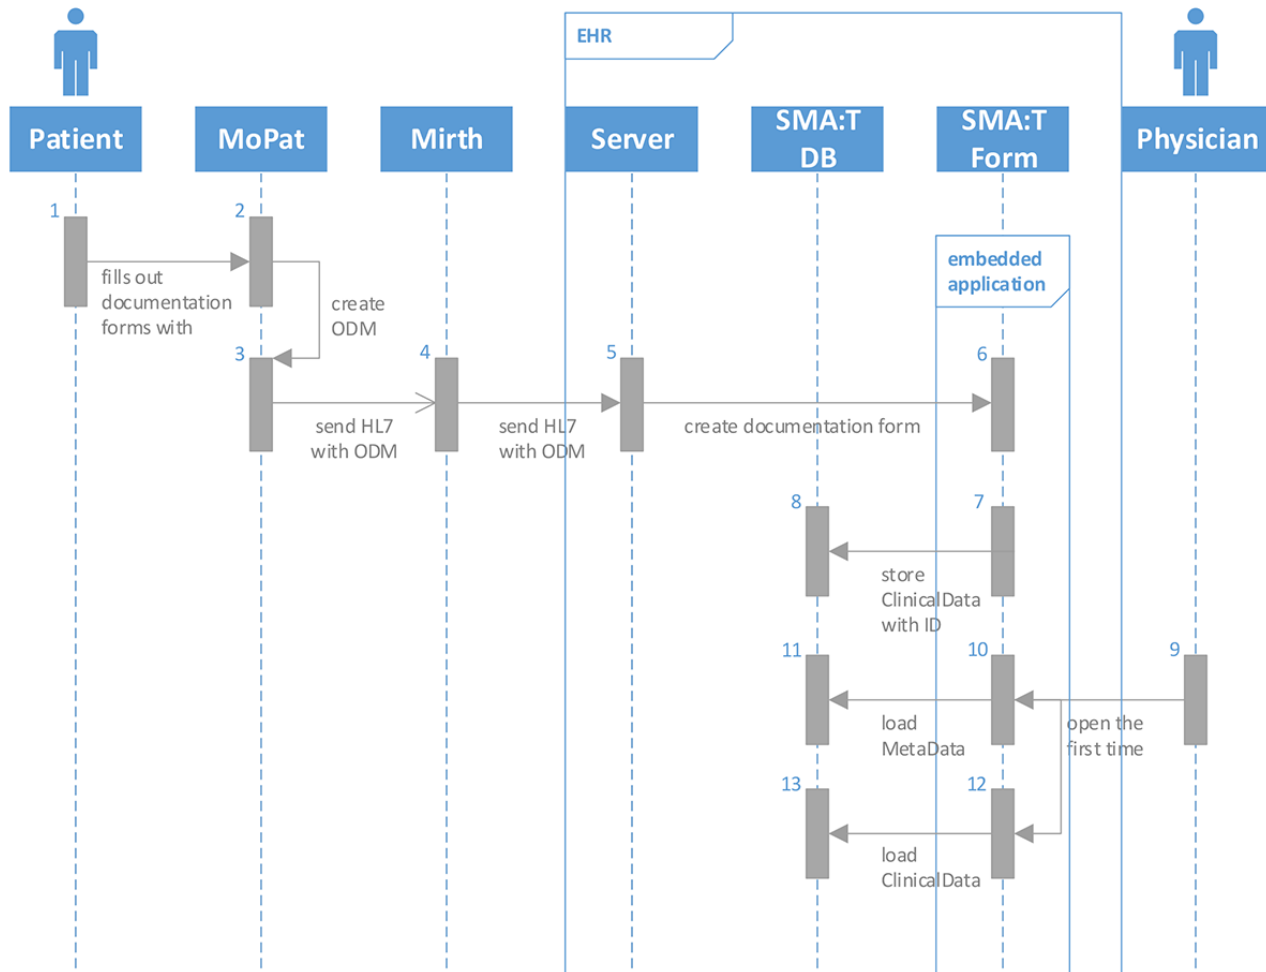 EHR
Patient
MoPat
Mirth
Server
SMA:T
DB
SMA:T
Form
Physician
embedded
application
1
2
fills out
documentation
forms with
create
ODM
3
4
5
6
send HL7
with ODM
send HL7
with ODM
create documentation form
8
7
store
ClinicalData
with ID
11
10
9
load
MetaData
open the
first time
13
12
load
ClinicalData